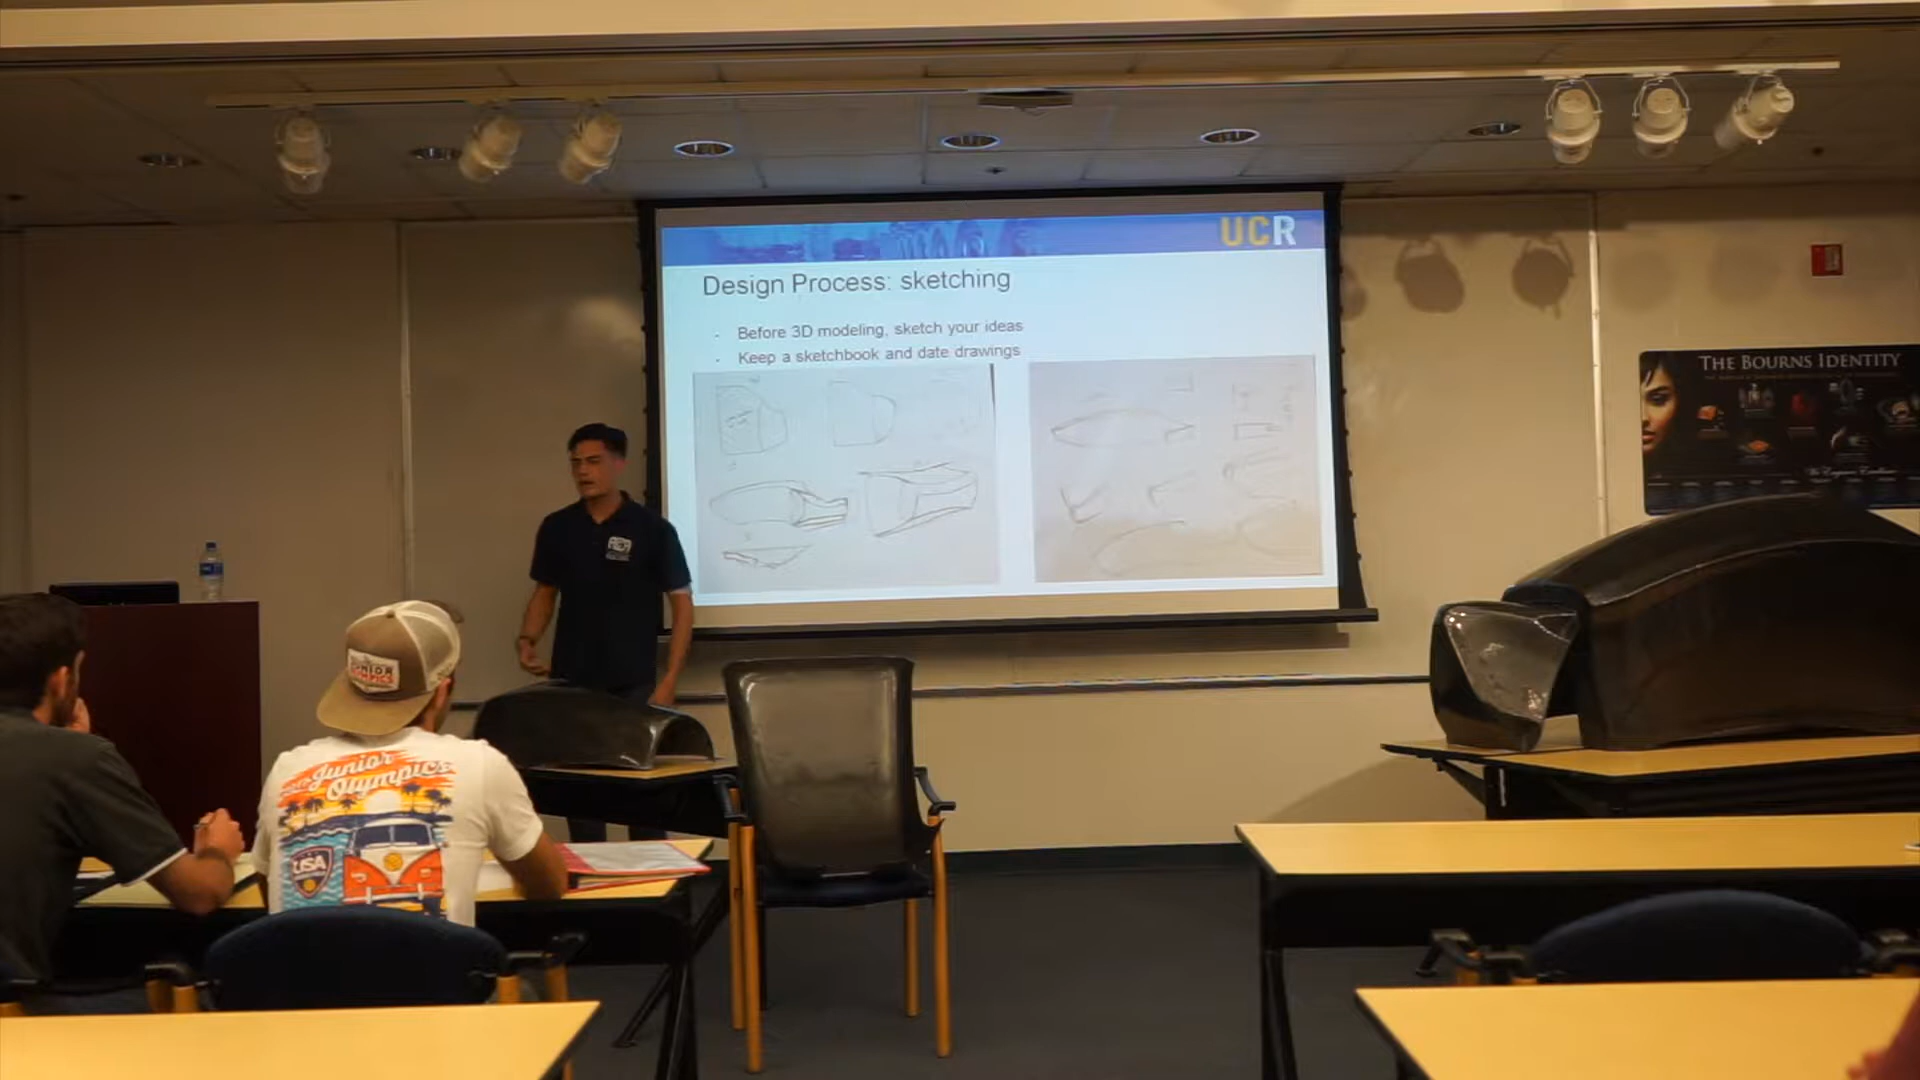 UCR
Design Process: sketching
- Before 3D modeling, sketch your ideas
- Keep a sketchbook and date drawings
THE BOURNS IDENTITY
JUNIOR
OLYMPICS
Junior
Olympics
USA